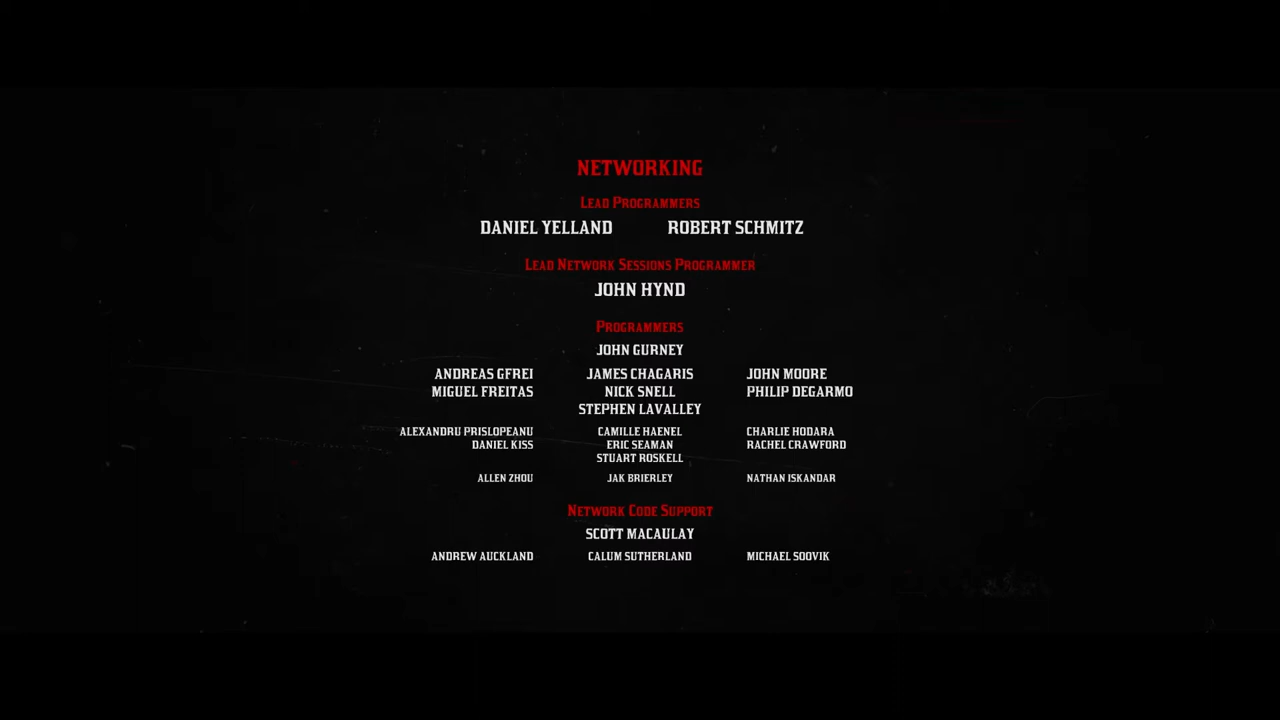 NETWORKING
LEAD PROGRAMMERS
DANIEL YELLAND ROBERT SCHMITZ
LEAD NETWORK SESSIONS PROGRAMMER
JOHN HYND
PROGRAMMERS
JOHN GURNEY
ANDREAS GFREI JAMES CHAGARIS JOHN MOORE
MIGUEL FREITAS NICK SNELL PHILIP DEGARMO
STEPHEN LAVALLEY
ALEXANDRU PRISLOPEANU CAMILLE HAENEL CHARLIE HODARA
DANIEL KISS ERIC SEAMAN RACHEL CRAWFORD
STUART ROSKELL
ALLEN ZHOU JAK BRIERLEY NATHAN ISKANDAR
NETWORK CODE SUPPORT
SCOTT MACAULAY
ANDREW AUCKLAND CALUM SUTHERLAND MICHAEL SOOVIK